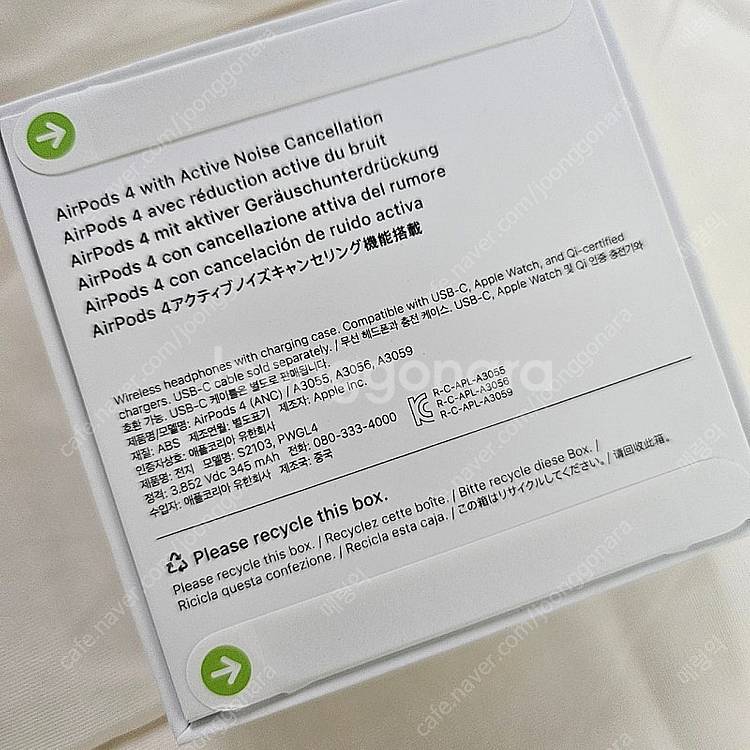 AirPods 4 with Active Noise Cancellation
AirPods 4 avec réduction active du bruit
AirPods 4 mit aktiver Geräuschunterdrückung
AirPods 4 con cancellazione attiva del rumore
AirPods 4 con cancelación de ruido activa
AirPods 4アクティブノイズキャンセリング機能搭載
Wireless headphones with charging case. Compatible with USB-C, Apple Watch, and Qi-certified
chargers. USB-C cable sold separately. / 무선 헤드폰과 충전 케이스. USB-C, Apple Watch 및 Qi 인증 충전기와
호환 가능. USB-C 케이블은 별도로 판매됩니다.
제품명/모델명: AirPods 4 (ANC) / A3055, A3056, A3059
재질: ABS 제조연월: 별도표기 제조자: Apple Inc.
인증자상호: 애플코리아 유한회사
제품명: 전지 모델명: S2103, PWGL4
정격: 3.852 Vdc 345 mAh 전화: 080-333-4000
수입자: 애플코리아 유한회사 제조국: 중국
R-C-APL-A3055
R-C-APL-A3056
R-C-APL-A3059
Please recycle this box.
Please recycle this box. / Recyclez cette boîte. / Bitte recycle diese Box. /
Ricicla questa confezione. / Recicla esta caja. / この箱はリサイクルしてください。/ 请回收此箱。
joonggonara
cafe.naver.com/joonggonara